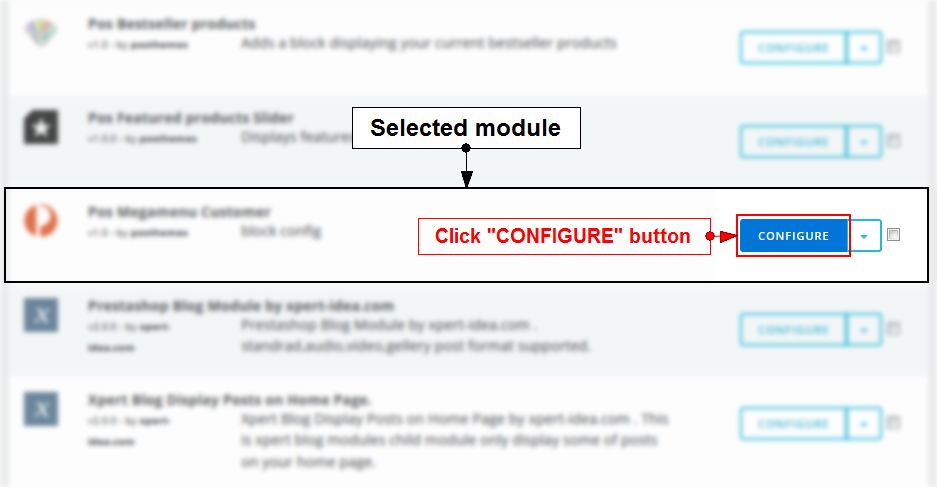 Pos Bestseller products
v1.0 - by posthemes
Adds a block displaying your current bestseller products
CONFIGURE
Pos Featured products Slider
v1.0.0 - by posthemes
Displays feature
CONFIGURE
Selected module
Pos Megamenu Customer
v1.0 - by posthemes
block config
Click "CONFIGURE" button
CONFIGURE
Prestashop Blog Module by xpert-idea.com
v2.0.0 - by xpert-
idea.com
Prestashop Blog Module by xpert-idea.com .
standrad,audio,video,gellery post format supported.
CONFIGURE
Xpert Blog Display Posts on Home Page.
v2.0.0 - by xpert-
idea.com
Xpert Blog Display Posts on Home Page by xpert-idea.com . This
is xpert blog modules child module only display some of posts
on your home page.
CONFIGURE